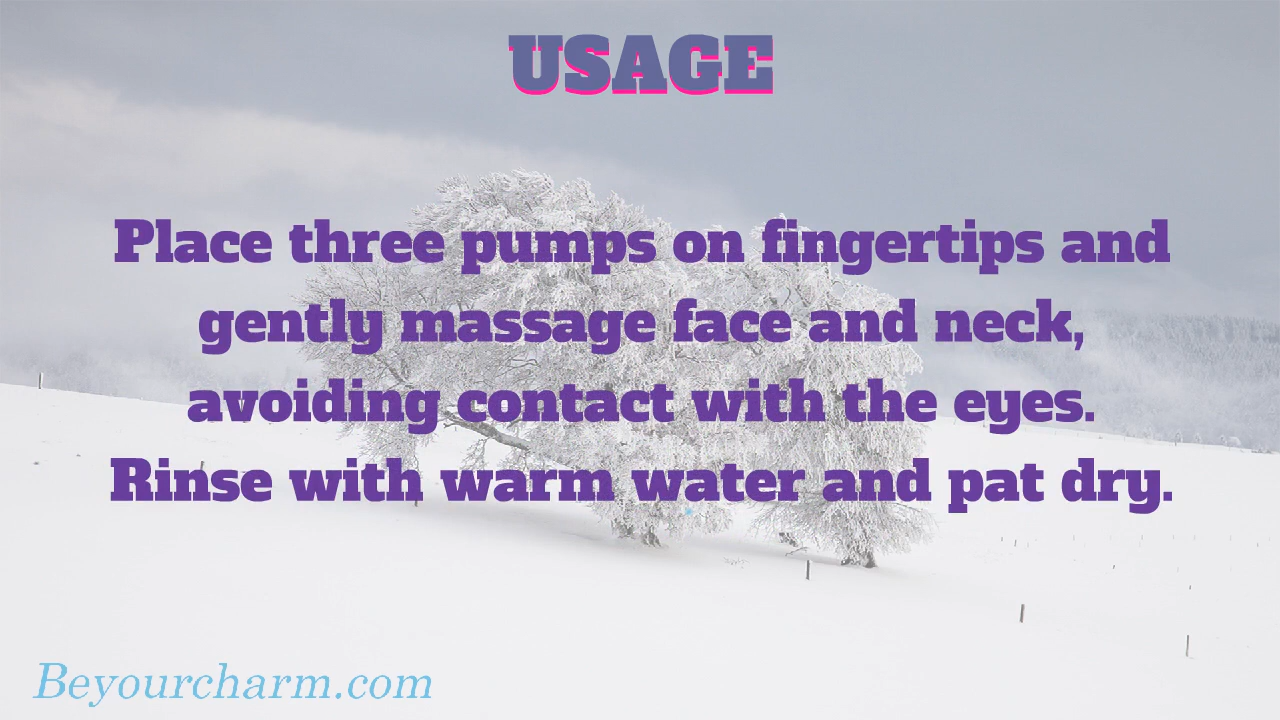 USAGE
Place three pumps on fingertips and
gently massage face and neck,
avoiding contact with the eyes.
Rinse with warm water and pat dry.
Beyourcharm.com